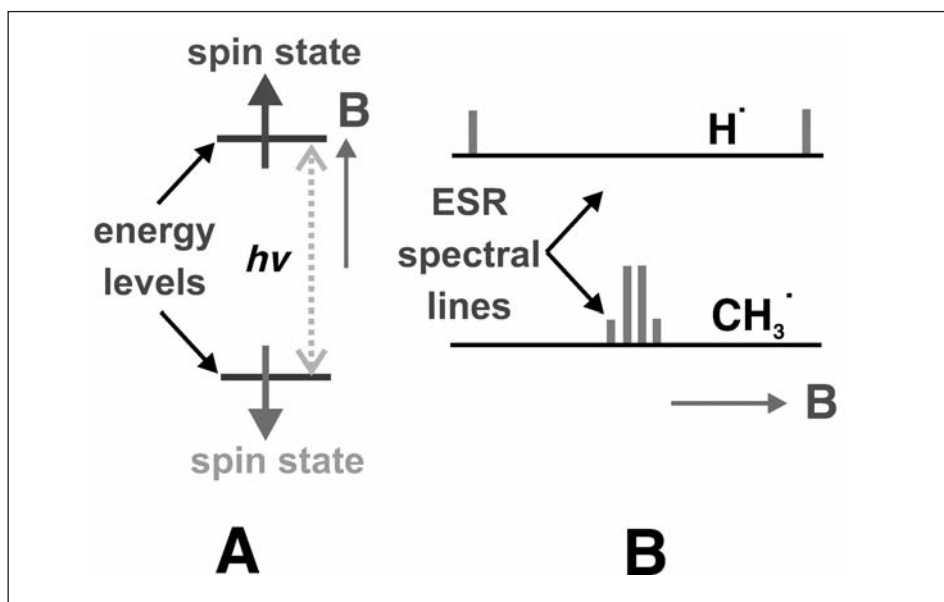 spin state
B
energy
levels
hv
spin state
A
H·
ESR
spectral
lines
CH₃·
B
B